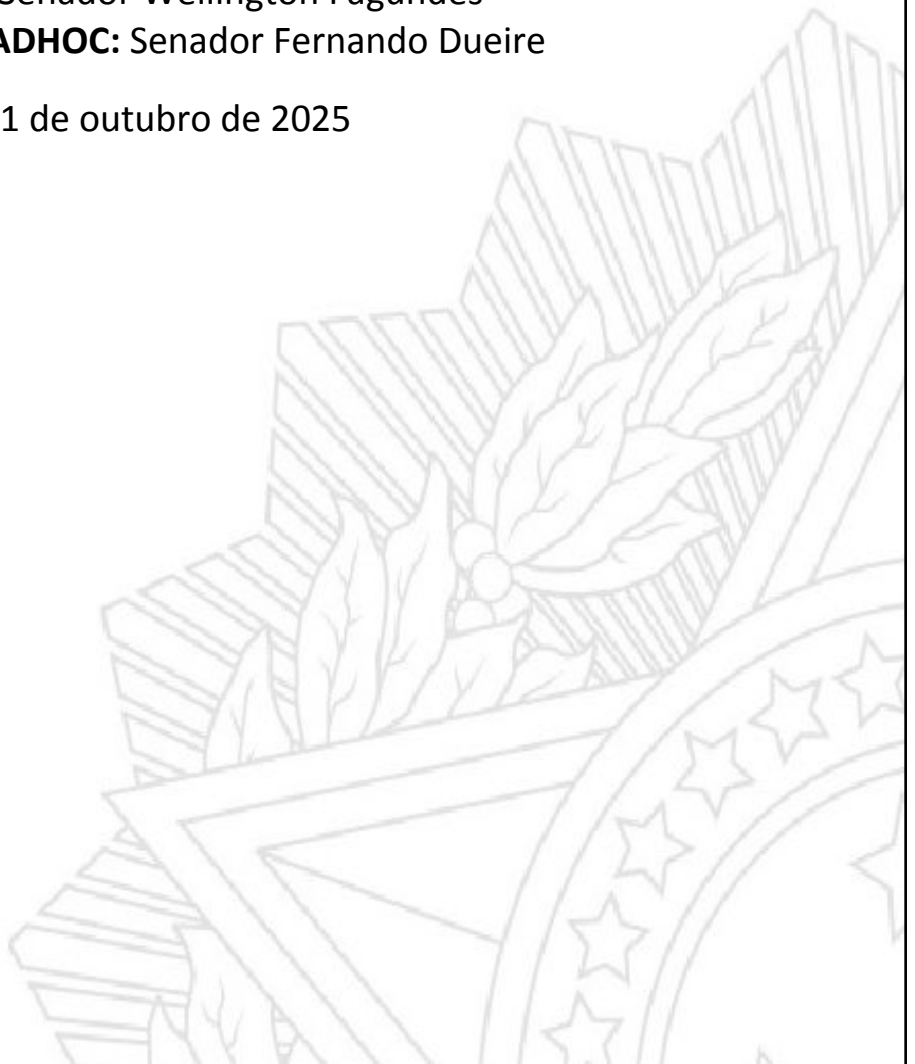 Senador Wellington Fagundes
ADHOC: Senador Fernando Dueire
1 de outubro de 2025